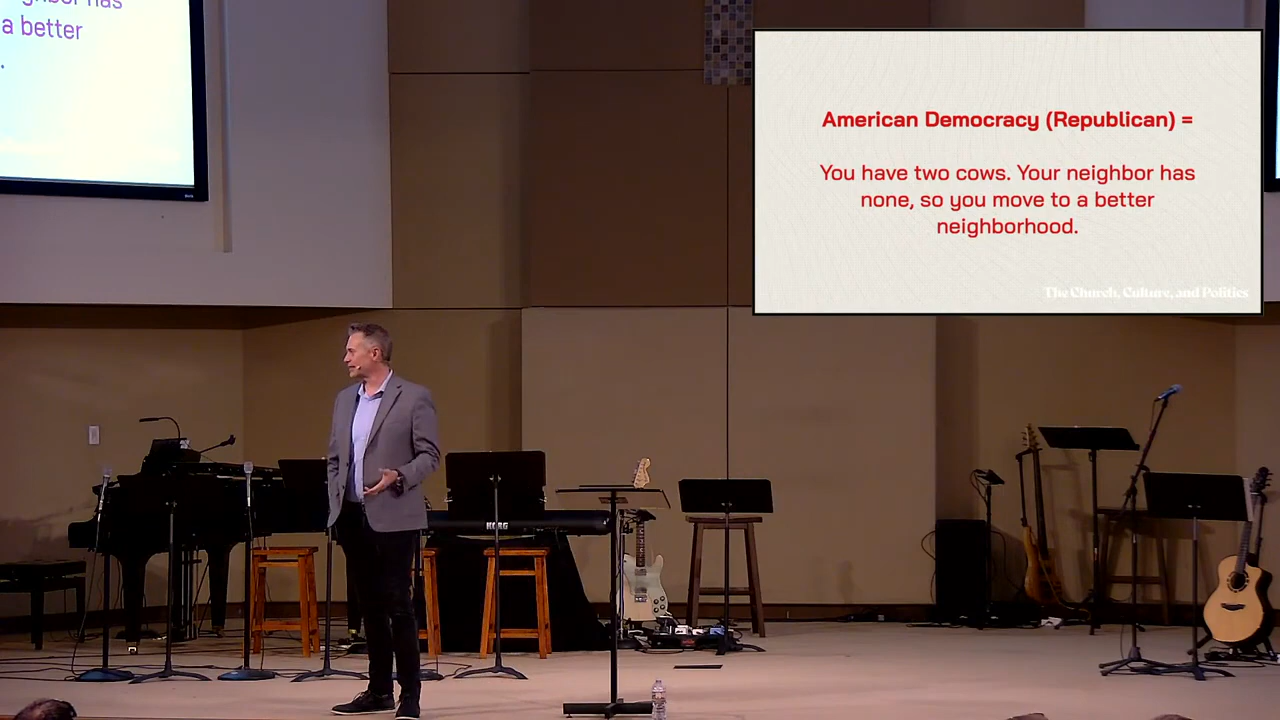 a better
.
American Democracy (Republican) =
You have two cows. Your neighbor has
none, so you move to a better
neighborhood.
The Church, Culture, and Politics
KORG